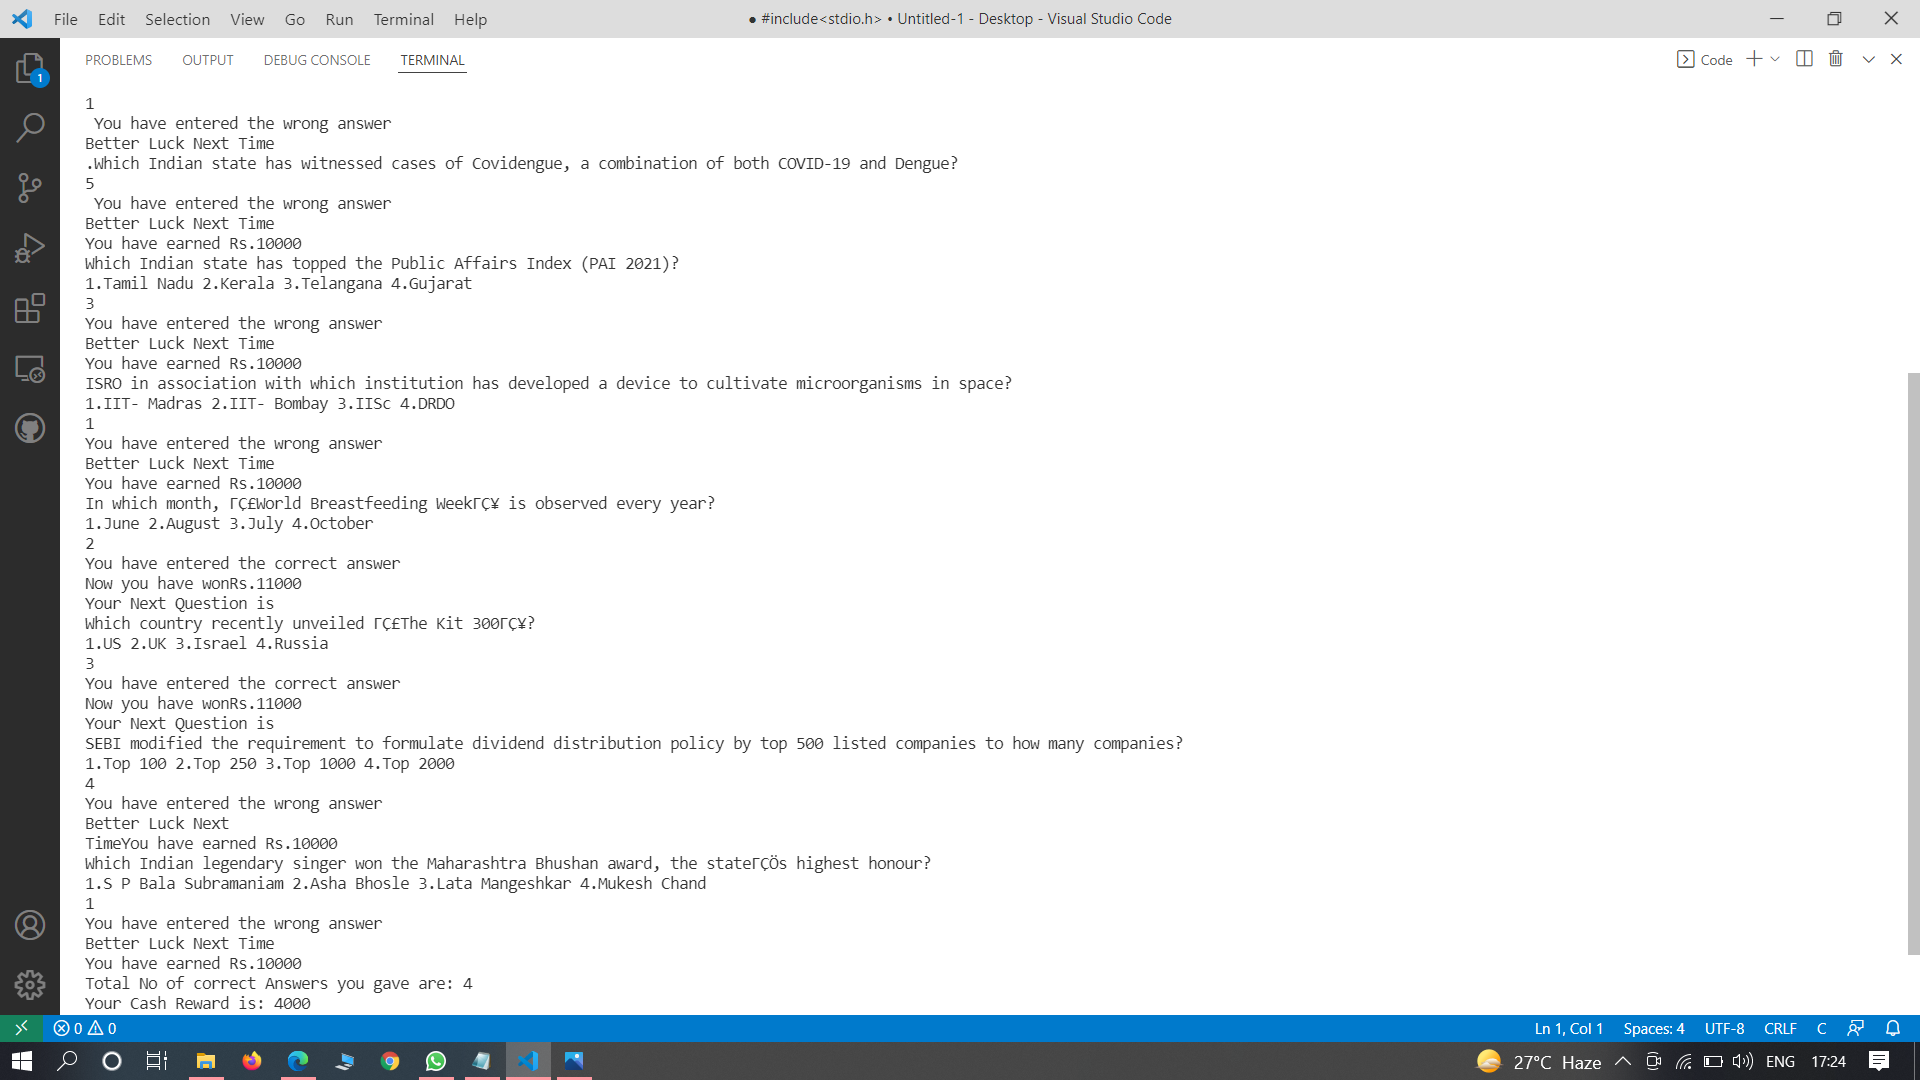 File Edit Selection View Go Run Terminal Help
● #include<stdio.h> • Untitled-1 - Desktop - Visual Studio Code
PROBLEMS OUTPUT DEBUG CONSOLE TERMINAL
Code
1
1
You have entered the wrong answer
Better Luck Next Time
.Which Indian state has witnessed cases of Covidengue, a combination of both COVID-19 and Dengue?
5
You have entered the wrong answer
Better Luck Next Time
You have earned Rs.10000
Which Indian state has topped the Public Affairs Index (PAI 2021)?
1.Tamil Nadu 2.Kerala 3.Telangana 4.Gujarat
3
You have entered the wrong answer
Better Luck Next Time
You have earned Rs.10000
ISRO in association with which institution has developed a device to cultivate microorganisms in space?
1.IIT- Madras 2.IIT- Bombay 3.IISc 4.DRDO
1
You have entered the wrong answer
Better Luck Next Time
You have earned Rs.10000
In which month, ΓÇ£World Breastfeeding WeekΓÇ¥ is observed every year?
1.June 2.August 3.July 4.October
2
You have entered the correct answer
Now you have wonRs.11000
Your Next Question is
Which country recently unveiled ΓÇ£The Kit 300ΓÇ¥?
1.US 2.UK 3.Israel 4.Russia
3
You have entered the correct answer
Now you have wonRs.11000
Your Next Question is
SEBI modified the requirement to formulate dividend distribution policy by top 500 listed companies to how many companies?
1.Top 100 2.Top 250 3.Top 1000 4.Top 2000
4
You have entered the wrong answer
Better Luck Next
TimeYou have earned Rs.10000
Which Indian legendary singer won the Maharashtra Bhushan award, the stateΓÇÖs highest honour?
1.S P Bala Subramaniam 2.Asha Bhosle 3.Lata Mangeshkar 4.Mukesh Chand
1
You have entered the wrong answer
Better Luck Next Time
You have earned Rs.10000
Total No of correct Answers you gave are: 4
Your Cash Reward is: 4000
0 0
Ln 1, Col 1 Spaces: 4 UTF-8 CRLF C
27°C Haze ENG 17:24